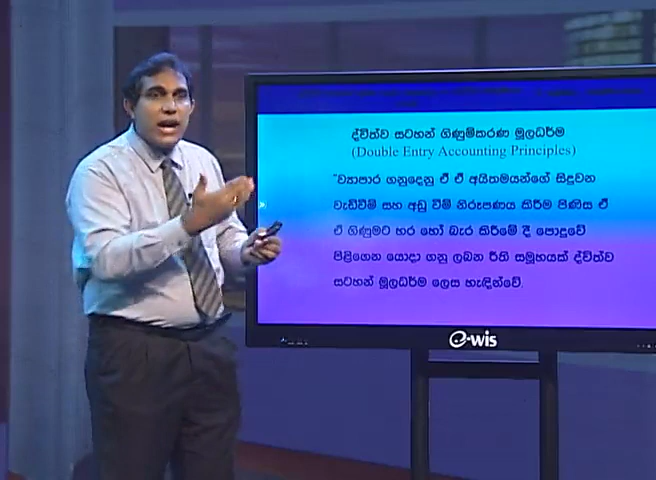 ද්විත්ව සටහන් ගිණුම්කරණ මූලධර්ම
(Double Entry Accounting Principles)
"ව්‍යාපාර ගනුදෙනු ඒ ඒ අයිතමයන්ගේ සිදුවන
වැඩිවීම් සහ අඩු වීම් නිරූපණය කිරීම පිණිස ඒ
ඒ ගිණුමට හර හෝ බැර කිරීමේ දී පොදුවේ
පිළිගෙන යොදා ගනු ලබන රීති සමූහයක් ද්විත්ව
සටහන් මූලධර්ම ලෙස හැඳින්වේ.
e-wis